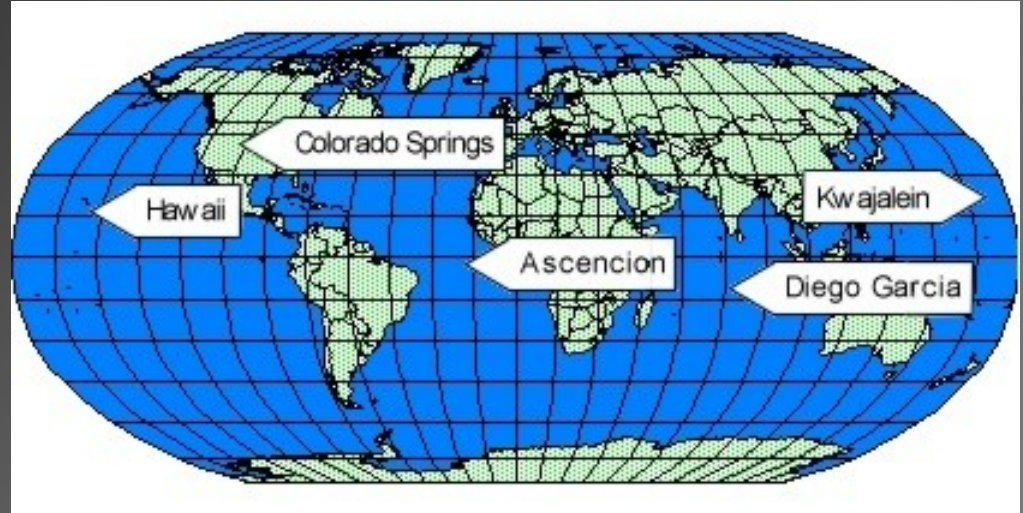 Colorado Springs
Hawaii
Kwajalein
Ascencion
Diego Garcia